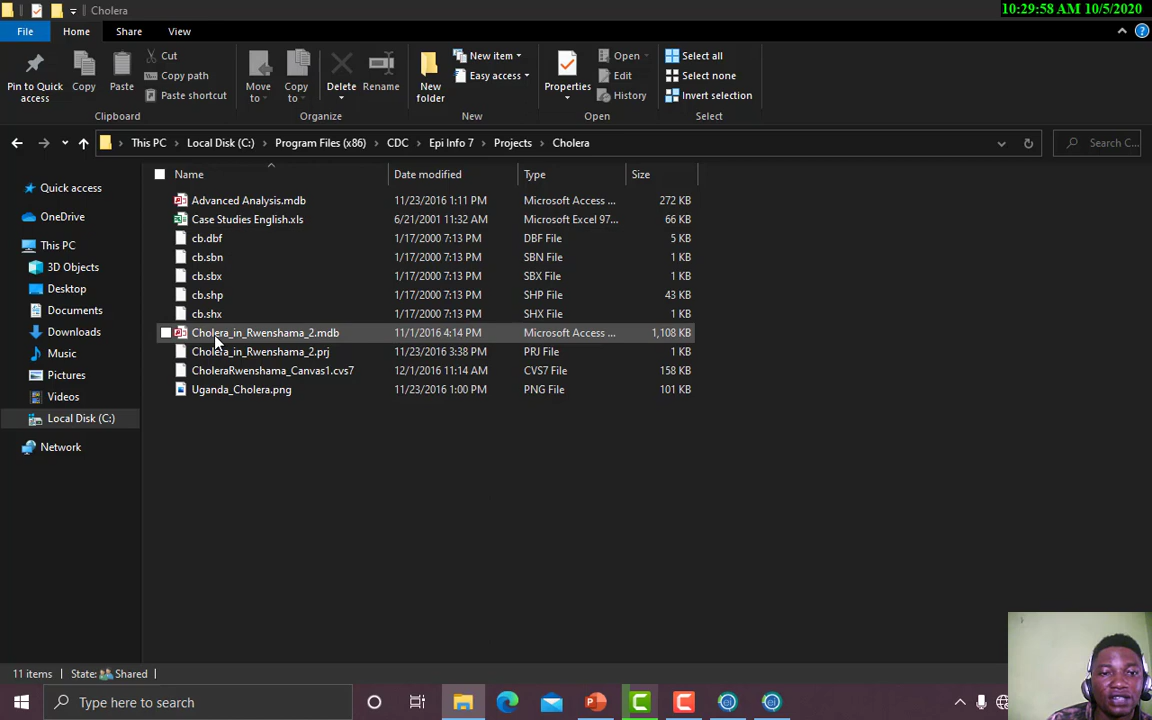 Cholera
10:29:58 AM 10/5/2020
File Home Share View
Pin to Quick access
Copy
Paste
Cut
Copy path
Paste shortcut
Clipboard
Move to
Copy to
Delete
Rename
Organize
New folder
New item
Easy access
New
Properties
Open
Edit
History
Open
Select all
Select none
Invert selection
Select
This PC > Local Disk (C:) > Program Files (x86) > CDC > Epi Info 7 > Projects > Cholera
Search C...
Quick access
OneDrive
This PC
3D Objects
Desktop
Documents
Downloads
Music
Pictures
Videos
Local Disk (C:)
Network
Name Date modified Type Size
Advanced Analysis.mdb 11/23/2016 1:11 PM Microsoft Access ... 272 KB
Case Studies English.xls 6/21/2001 11:32 AM Microsoft Excel 97... 66 KB
cb.dbf 1/17/2000 7:13 PM DBF File 5 KB
cb.sbn 1/17/2000 7:13 PM SBN File 1 KB
cb.sbx 1/17/2000 7:13 PM SBX File 1 KB
cb.shp 1/17/2000 7:13 PM SHP File 43 KB
cb.shx 1/17/2000 7:13 PM SHX File 1 KB
Cholera_in_Rwenshama_2.mdb 11/1/2016 4:14 PM Microsoft Access ... 1,108 KB
Cholera_in_Rwenshama_2.prj 11/23/2016 3:38 PM PRJ File 1 KB
CholeraRwenshama_Canvas1.cvs7 12/1/2016 11:14 AM CVS7 File 158 KB
Uganda_Cholera.png 11/23/2016 1:00 PM PNG File 101 KB
11 items State: Shared
Type here to search